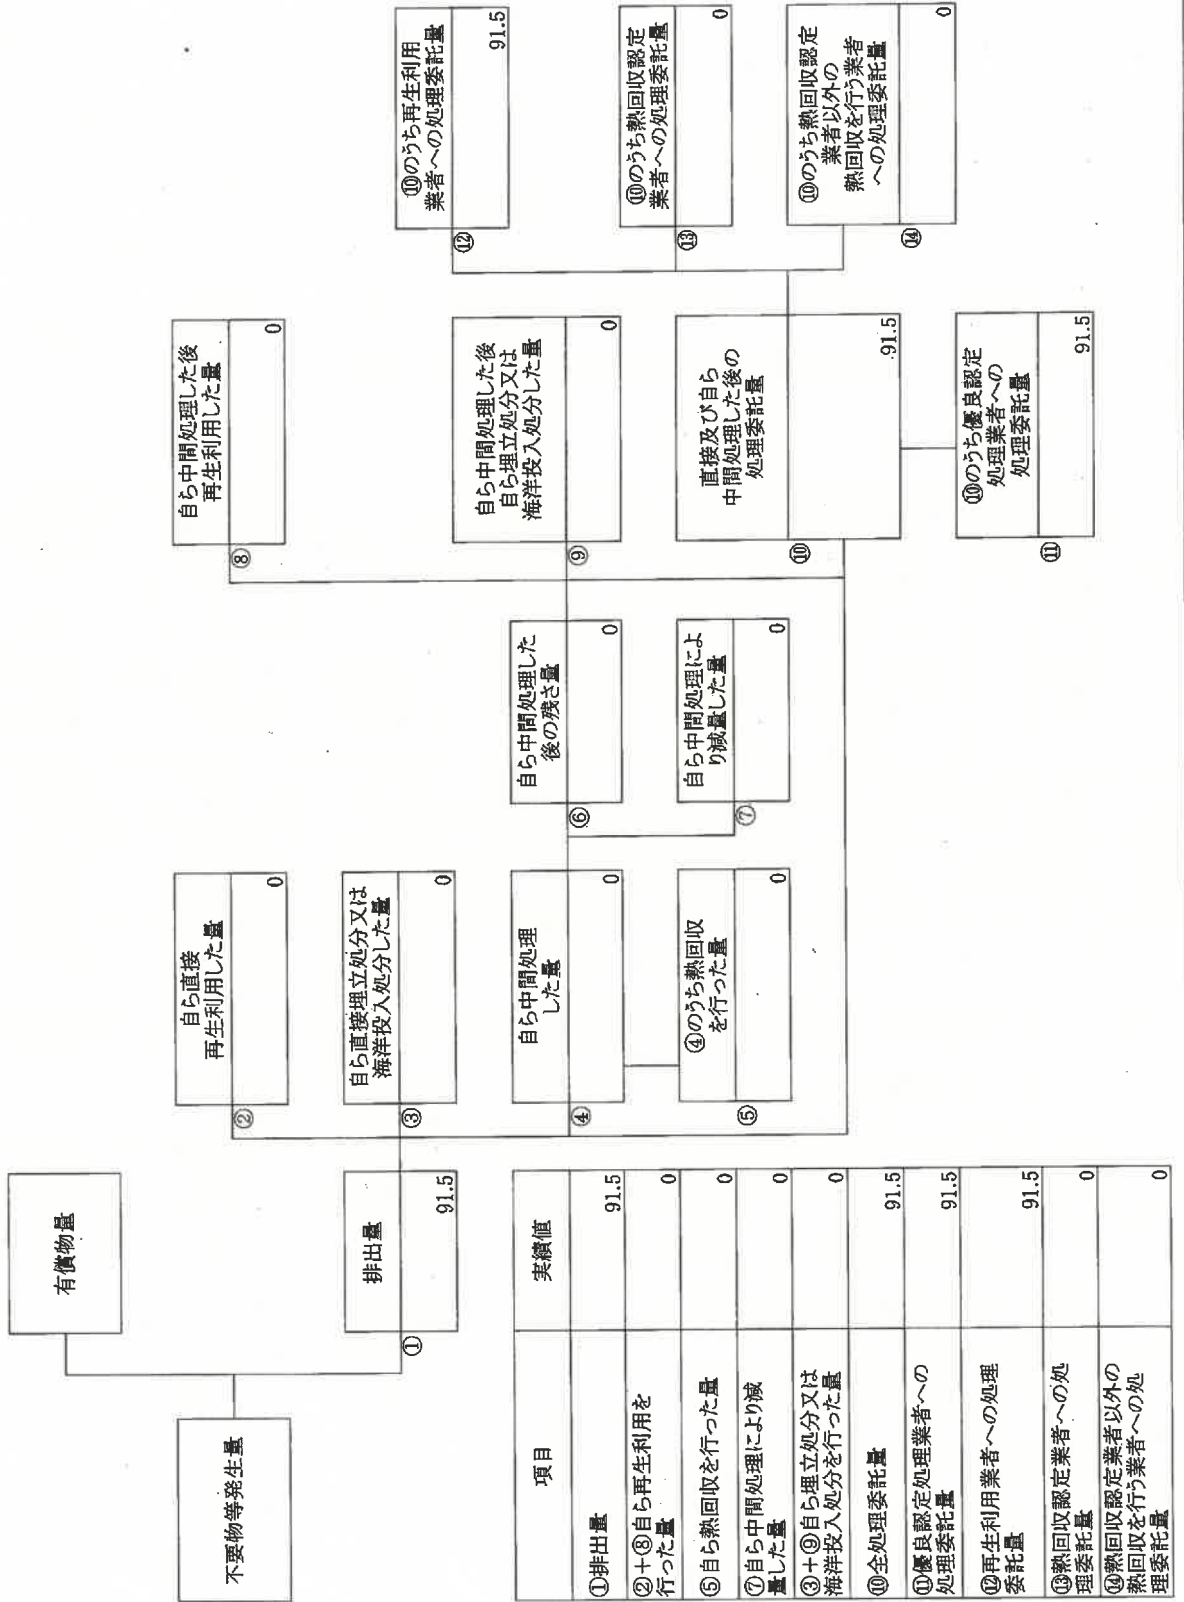 不要物等発生量
有償物量
排出量
①
91.5
自ら直接
再生利用した量
②
0
自ら直接埋立処分又は
海洋投入処分した量
③
0
自ら中間処理
した量
④
0
④のうち熱回収
を行った量
⑤
0
自ら中間処理した
後の残さ量
⑥
0
自ら中間処理によ
り減量した量
⑦
0
自ら中間処理した後
再生利用した量
⑧
0
自ら中間処理した後
自ら埋立処分又は
海洋投入処分した量
⑨
0
直接及び自ら
中間処理した後の
処理委託量
⑩
91.5
⑩のうち優良認定
処理業者への
処理委託量
⑪
91.5
⑩のうち再生利用
業者への処理委託量
⑫
91.5
⑩のうち熱回収認定
業者への処理委託量
⑬
0
⑩のうち熱回収認定
業者以外の
熱回収を行う業者
への処理委託量
⑭
0
項目 実績値
①排出量 91.5
②+⑧自ら再生利用を
行った量 0
⑤自ら熱回収を行った量 0
⑦自ら中間処理により減
量した量 0
③+⑨自ら埋立処分又は
海洋投入処分を行った量 0
⑩全処理委託量 91.5
⑪優良認定処理業者への
処理委託量 91.5
⑫再生利用業者への処理
委託量 91.5
⑬熱回収認定業者への処
理委託量 0
⑭熱回収認定業者以外の
熱回収を行う業者への処
理委託量 0